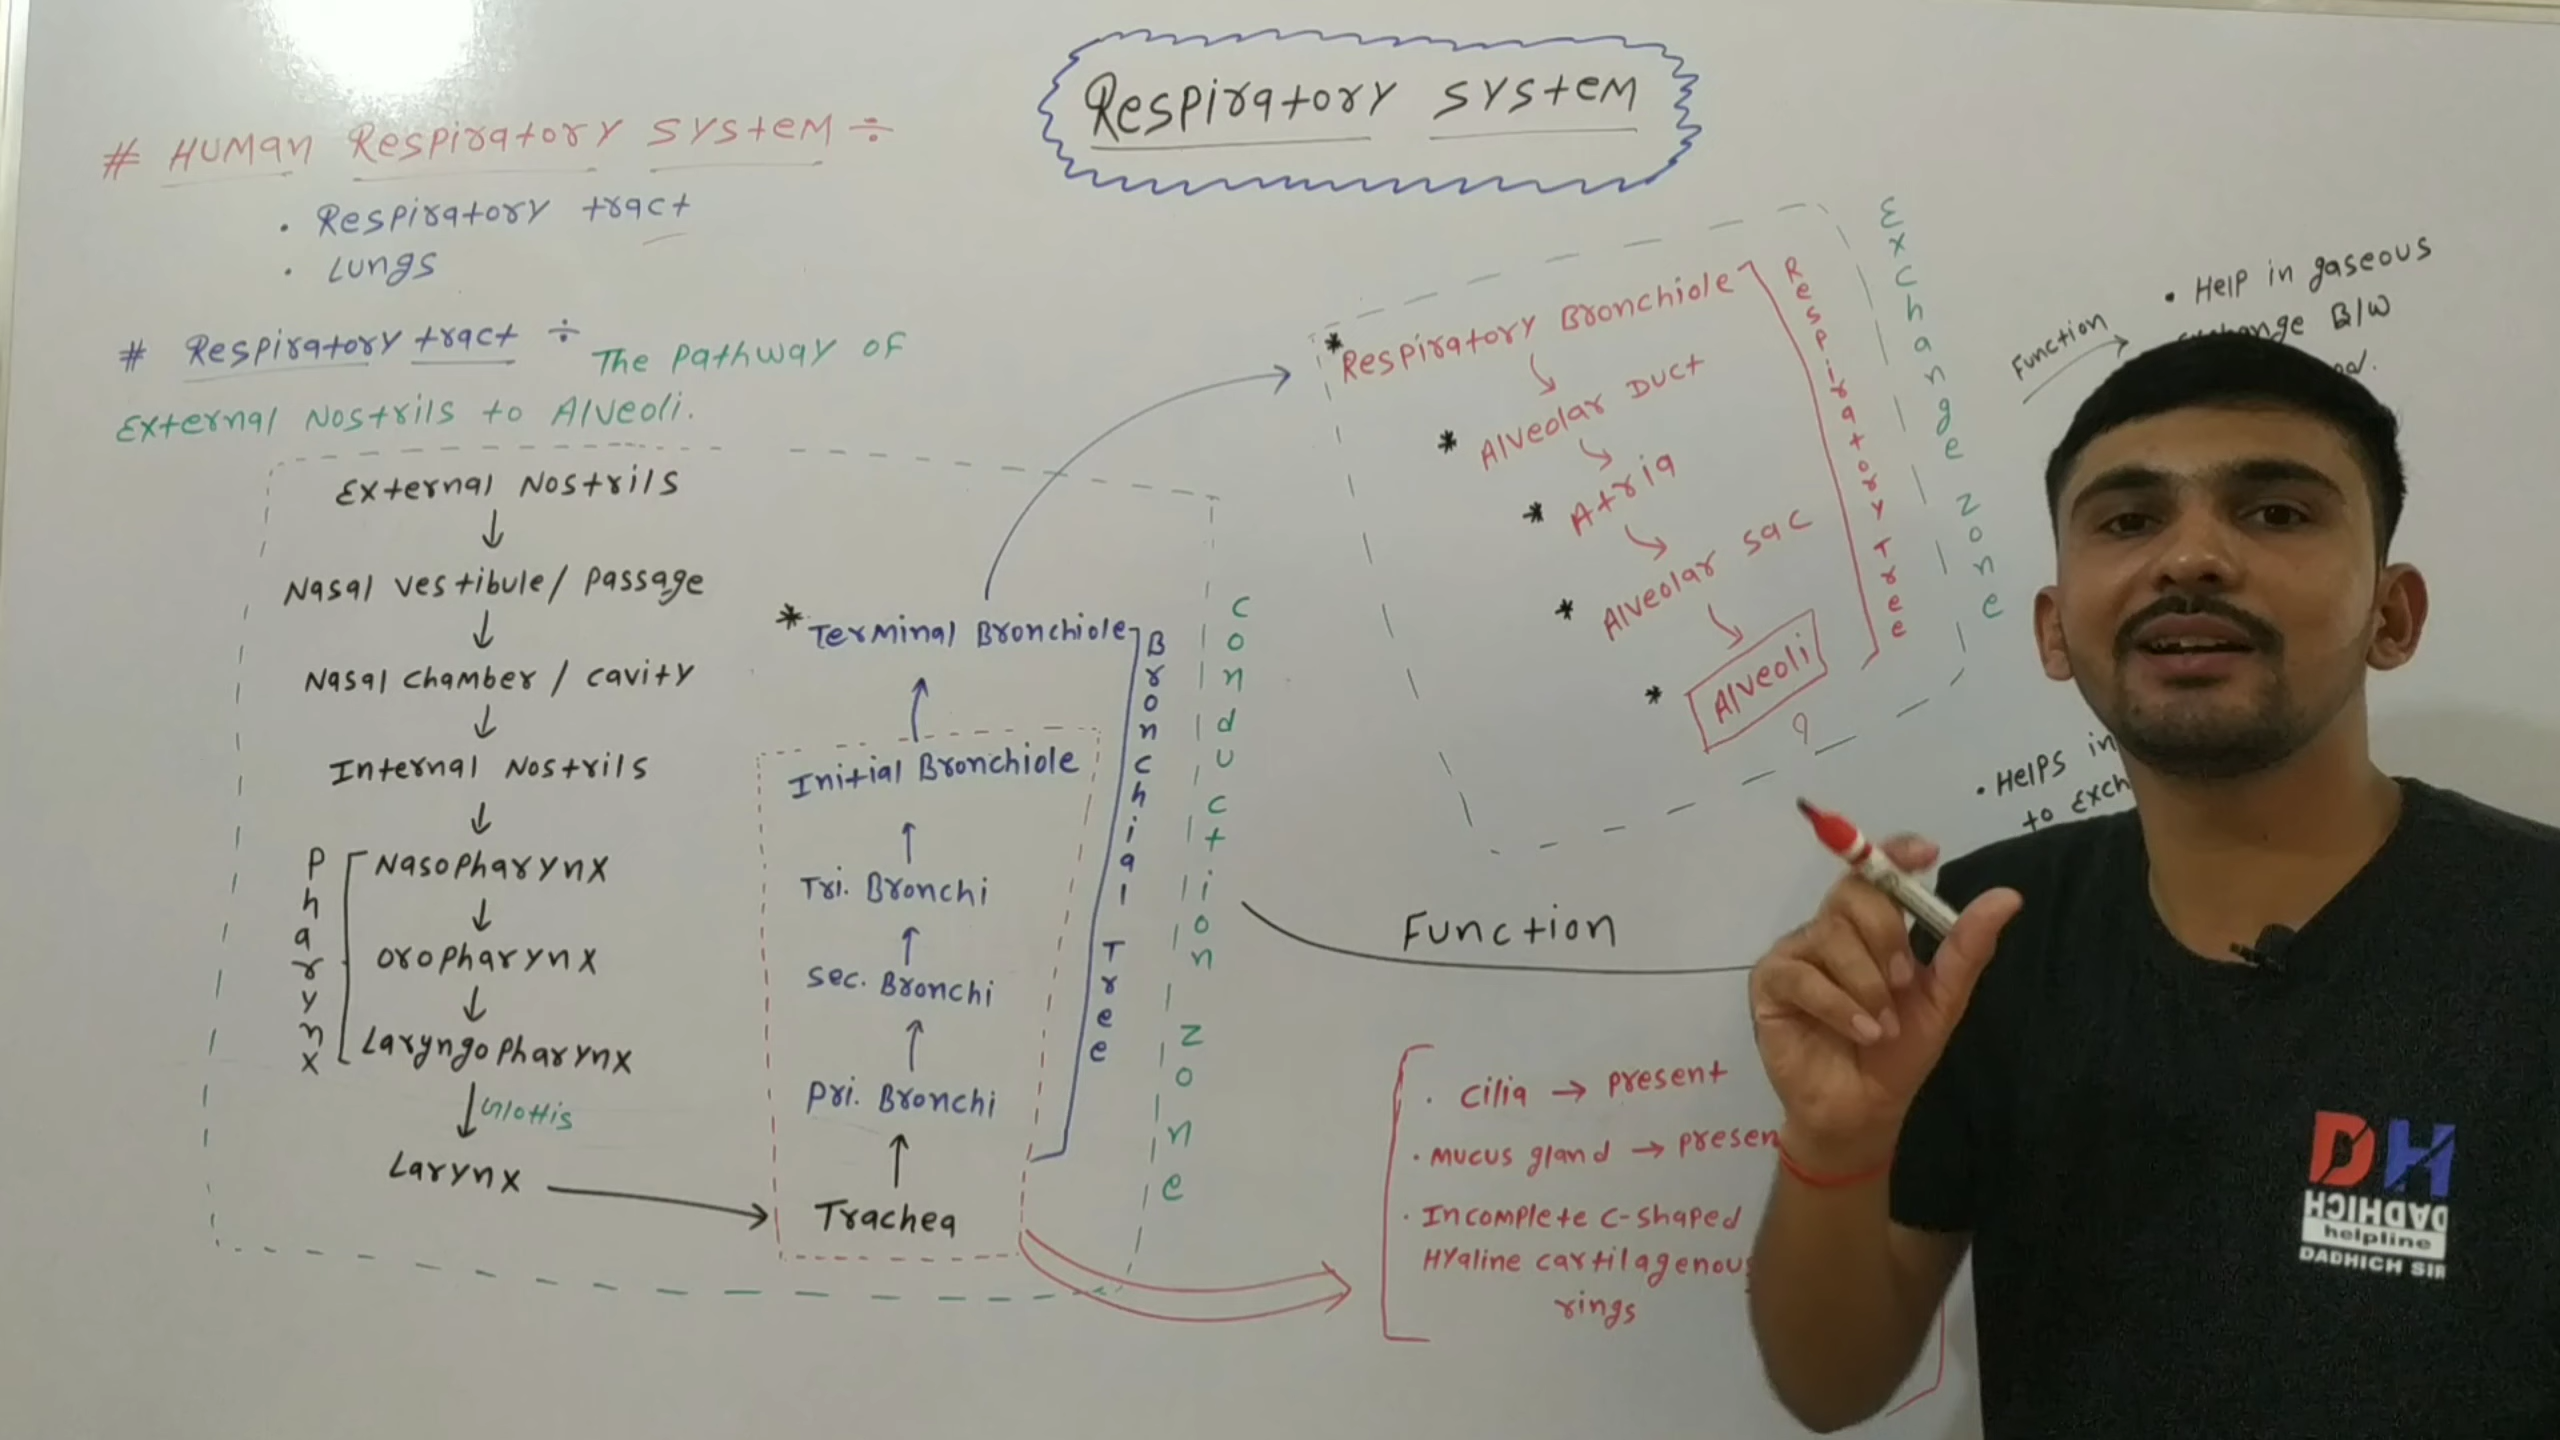 Respiratory system
# Human Respiratory system ÷
• Respiratory tract
• Lungs
# Respiratory tract ÷ The Pathway of
External Nostrils to Alveoli.
External Nostrils
↓
Nasal vestibule / passage
↓
Nasal chamber / cavity
↓
Internal Nostrils
↓
Pharynx
Nasopharynx
↓
oropharynx
↓
Laryngopharynx
↓ Glottis
Larynx
→
Trachea
↑
Pri. Bronchi
↑
Sec. Bronchi
↑
Tri. Bronchi
↑
Initial Bronchiole
↑
* Terminal Bronchiole
Bronchial Tree
Conduction Zone
* Respiratory Bronchiole
* Alveolar Duct
* Atria
* Alveolar sac
* Alveoli
Respiratory Tree
Exchange Zone
Function
• Help in gaseous
B/W
Function
• Helps in
to
• cilia → present
• Mucus gland → presen
• Incomplete C-shaped
Hyaline cartilagenous
rings
DH
DADHICH
helpline
DADHICH SIR